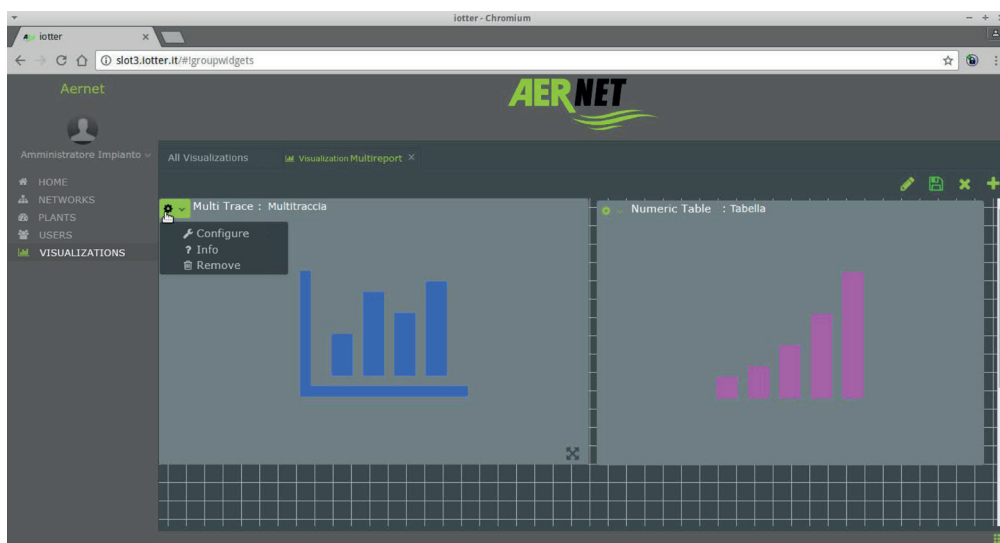 iotter - Chromium
iotter
slot3.iotter.it/#!groupwidgets
Aernet
AERNET
Amministratore Impianto
All Visualizations
Visualization Multireport
HOME
NETWORKS
PLANTS
USERS
VISUALIZATIONS
Multi Trace : Multitraccia
Numeric Table : Tabella
Configure
? Info
Remove